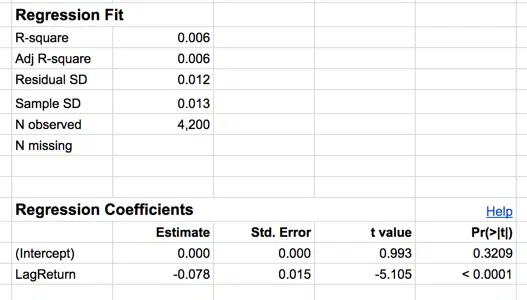 Regression Fit
R-square 0.006
Adj R-square 0.006
Residual SD 0.012
Sample SD 0.013
N observed 4,200
N missing
Regression Coefficients Help
Estimate Std. Error t value Pr(>|t|)
(Intercept) 0.000 0.000 0.993 0.3209
LagReturn -0.078 0.015 -5.105 < 0.0001